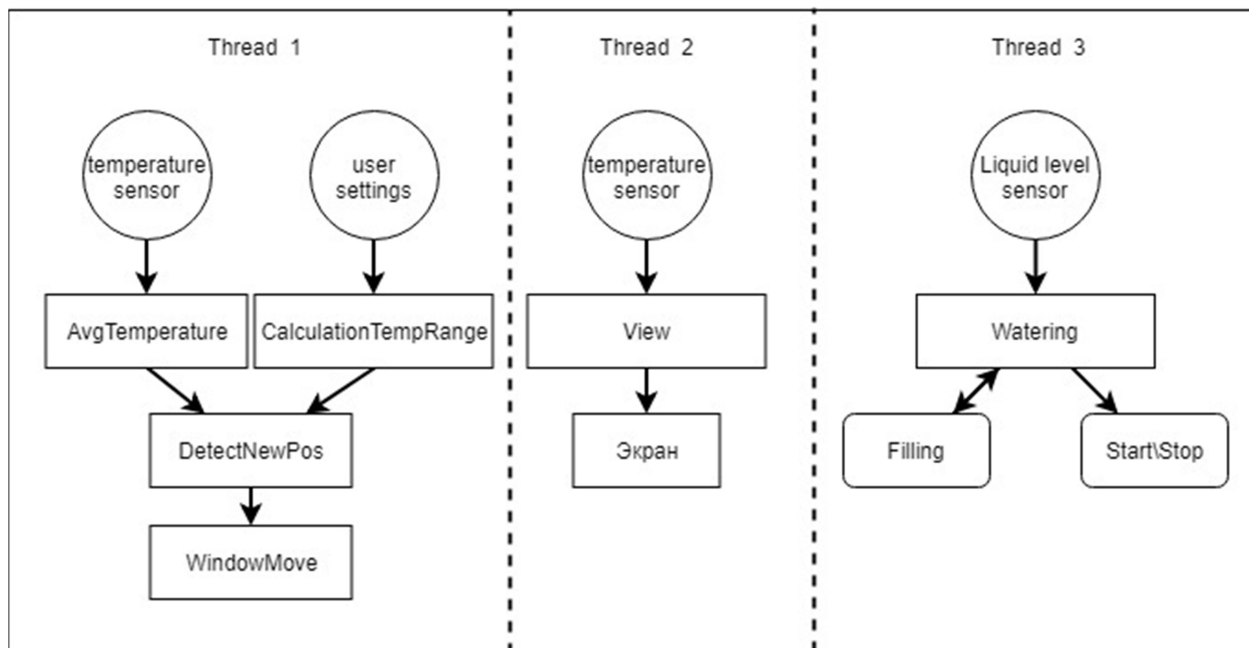 Thread 1
Thread 2
Thread 3
temperature
sensor
user
settings
temperature
sensor
Liquid level
sensor
AvgTemperature
CalculationTempRange
View
Watering
DetectNewPos
Экран
Filling
Start\Stop
WindowMove